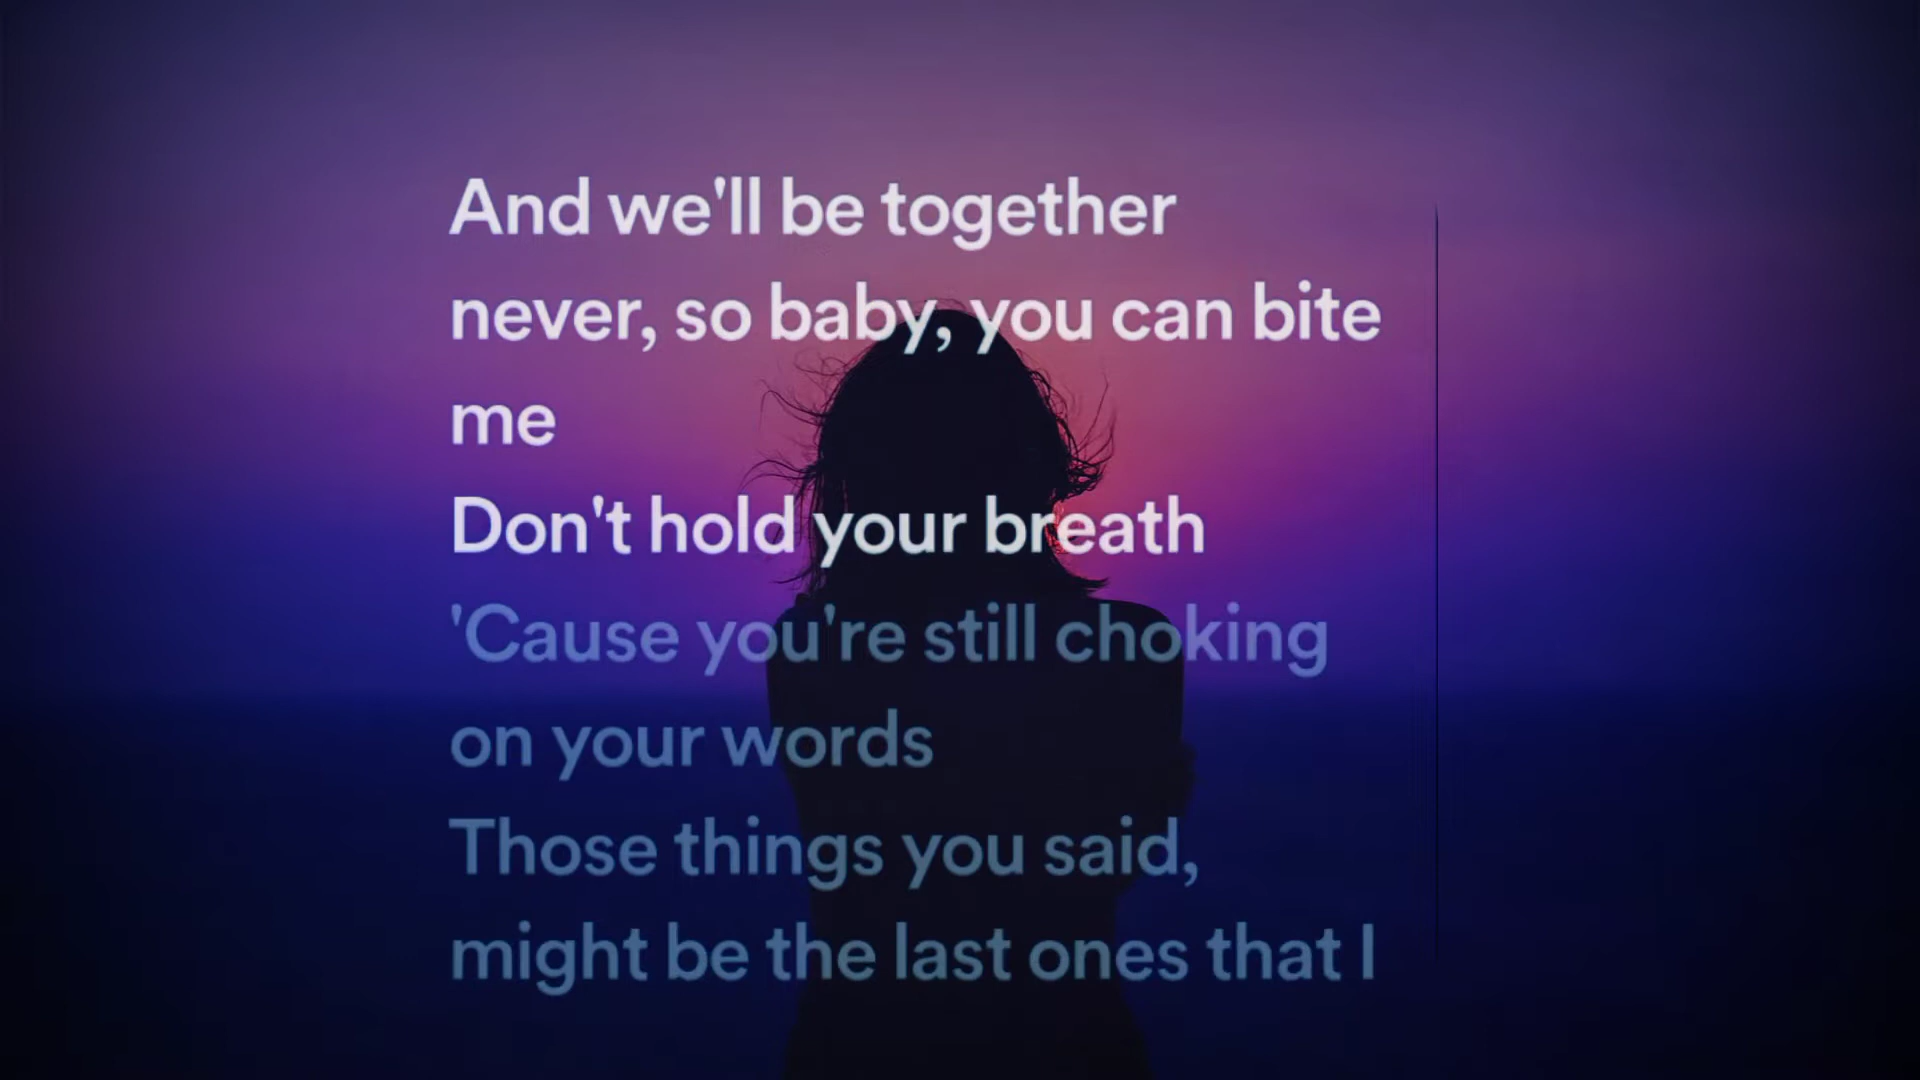 And we'll be together
never, so baby, you can bite
me
Don't hold your breath
'Cause you're still choking
on your words
Those things you said,
might be the last ones that I